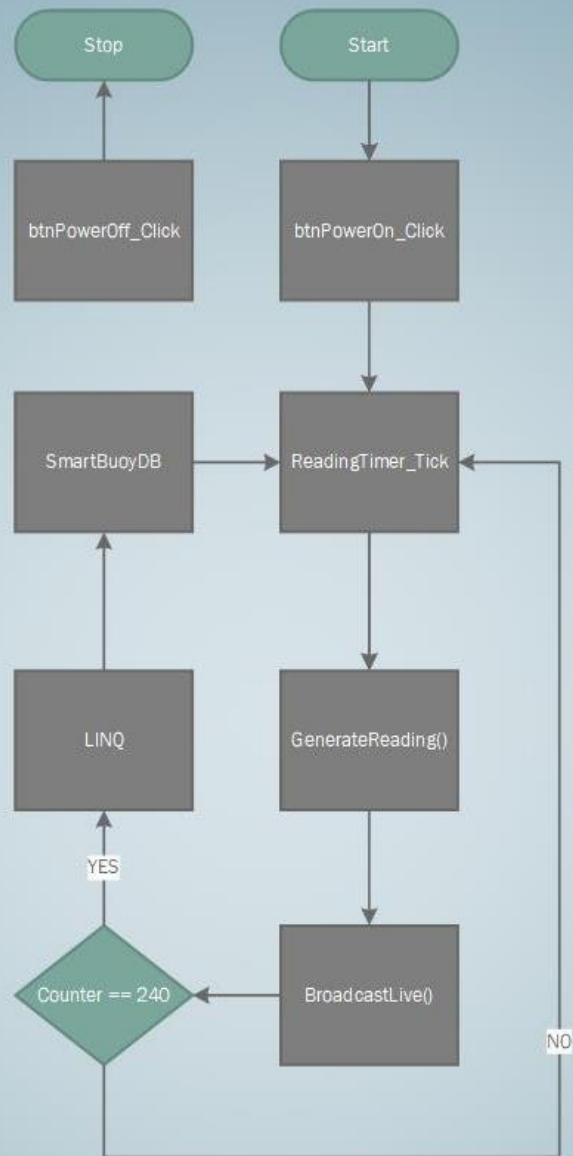 Stop
Start
btnPowerOff_Click
btnPowerOn_Click
SmartBuoyDB
ReadingTimer_Tick
LINQ
GenerateReading()
YES
Counter == 240
BroadcastLive()
NO